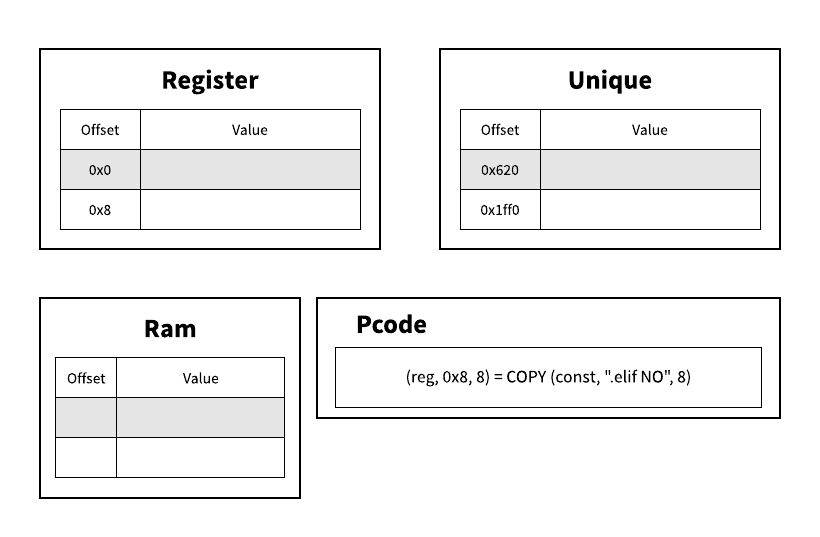 Register
Offset Value
0x0
0x8
Unique
Offset Value
0x620
0x1ff0
Ram
Offset Value
Pcode
(reg, 0x8, 8) = COPY (const, ".elif NO", 8)